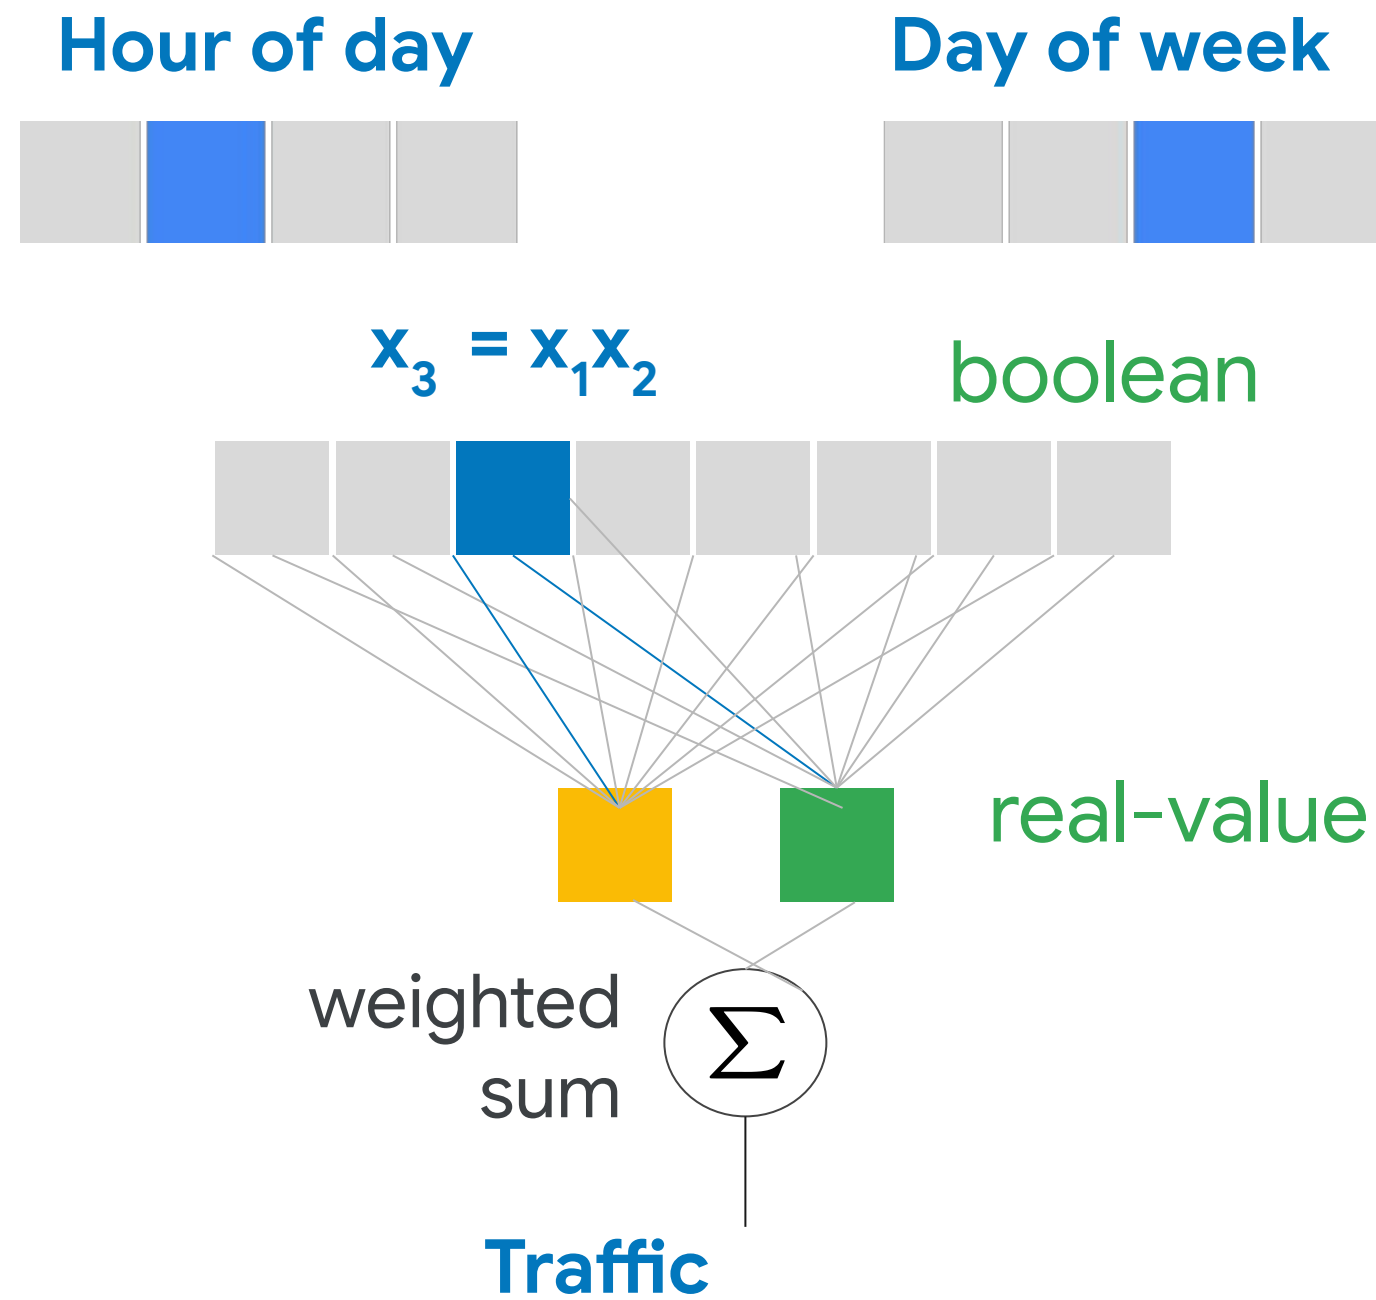 Hour of day
Day of week
x₃ = x₁x₂
boolean
real-value
weighted
sum
Σ
Traffic